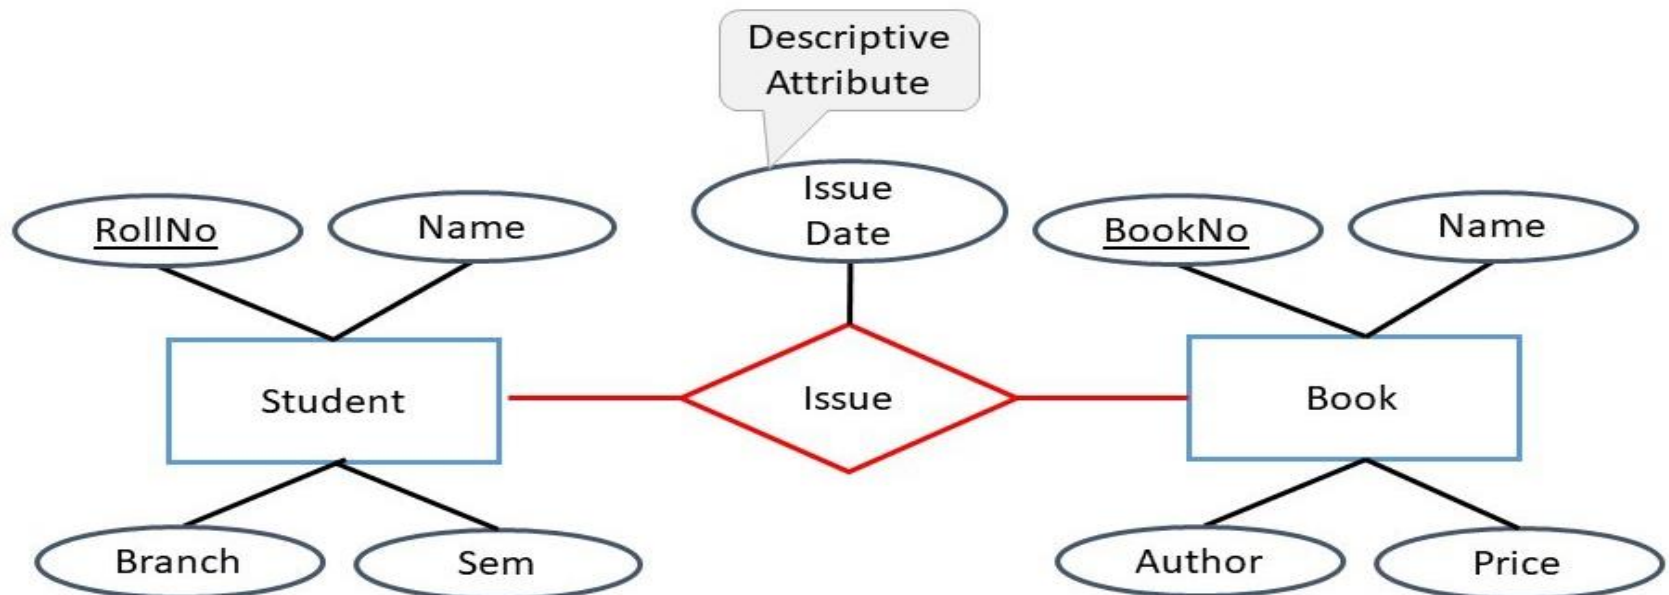 Descriptive
Attribute
Issue
Date
RollNo
Name
BookNo
Name
Student
Issue
Book
Branch
Sem
Author
Price